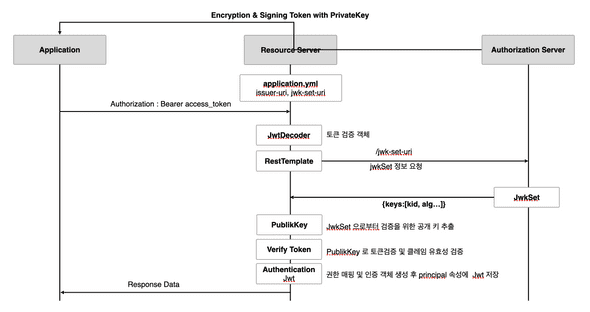 Encryption & Signing Token with PrivateKey
Application
Resource Server
Authorization Server
application.yml
issuer-uri, jwk-set-uri
Authorization : Bearer access_token
JwtDecoder
토큰 검증 객체
/jwk-set-uri
RestTemplate
jwkSet 정보 요청
JwkSet
{keys:[kid, alg…]}
PublikKey
JwkSet 으로부터 검증을 위한 공개 키 추출
Verify Token
PublikKey 로 토큰검증 및 클레임 유효성 검증
Authentication
Jwt
권한 매핑 및 인증 객체 생성 후 principal 속성에 Jwt 저장
Response Data